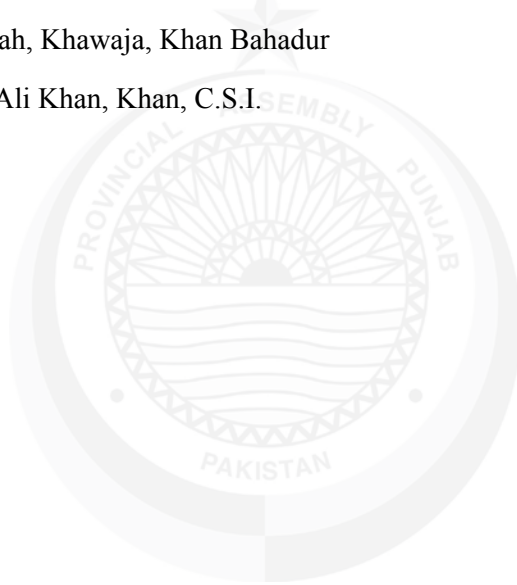 ah, Khawaja, Khan Bahadur
Ali Khan, Khan, C.S.I.
PROVINCIAL ASSEMBLY PUNJAB
PAKISTAN